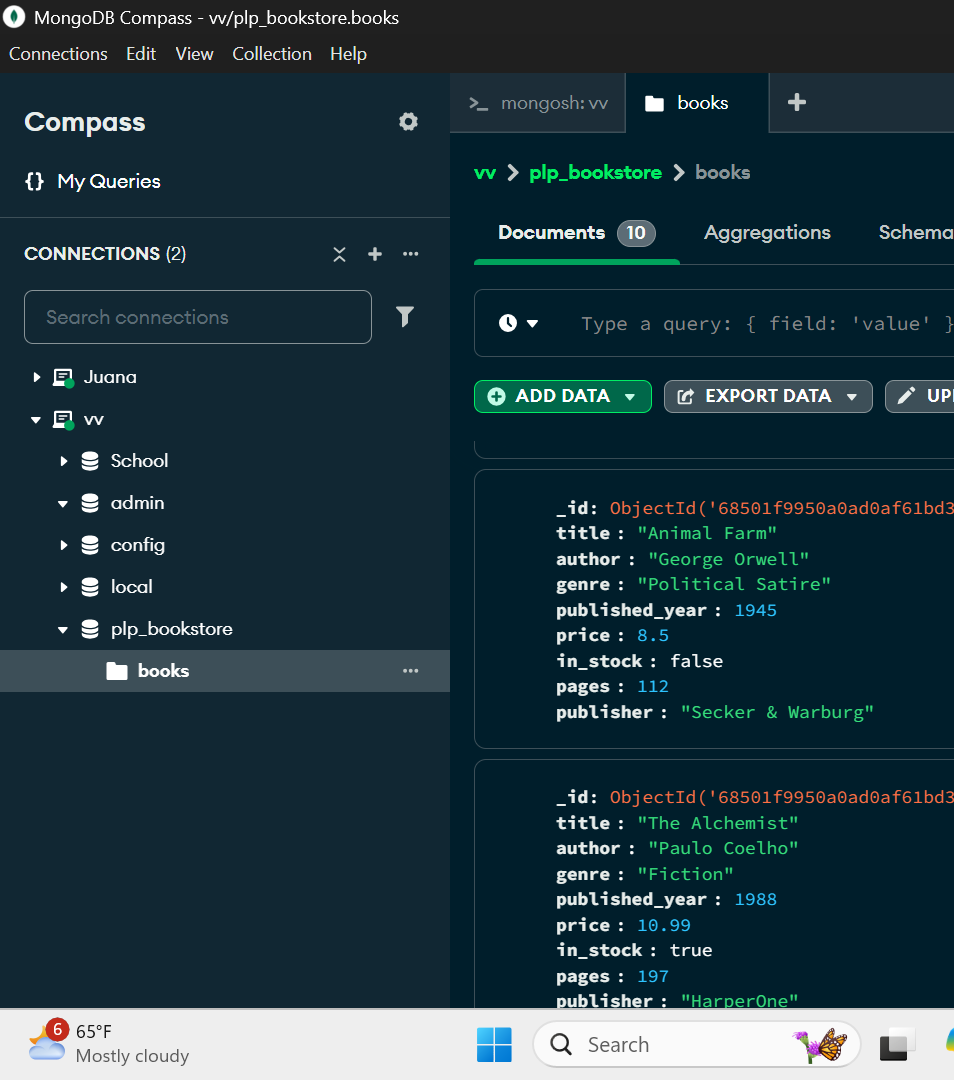 MongoDB Compass - vv/plp_bookstore.books
Connections Edit View Collection Help
Compass
{} My Queries
CONNECTIONS (2)
Search connections
Juana
vv
School
admin
config
local
plp_bookstore
books
>_ mongosh: vv
books
vv > plp_bookstore > books
Documents 10 Aggregations Schema
Type a query: { field: 'value' }
ADD DATA EXPORT DATA UP
_id: ObjectId('68501f9950a0ad0af61bd3
title : "Animal Farm"
author : "George Orwell"
genre : "Political Satire"
published_year : 1945
price : 8.5
in_stock : false
pages : 112
publisher : "Secker & Warburg"
_id: ObjectId('68501f9950a0ad0af61bd3
title : "The Alchemist"
author : "Paulo Coelho"
genre : "Fiction"
published_year : 1988
price : 10.99
in_stock : true
pages : 197
publisher : "HarperOne"
6
65°F
Mostly cloudy
Search